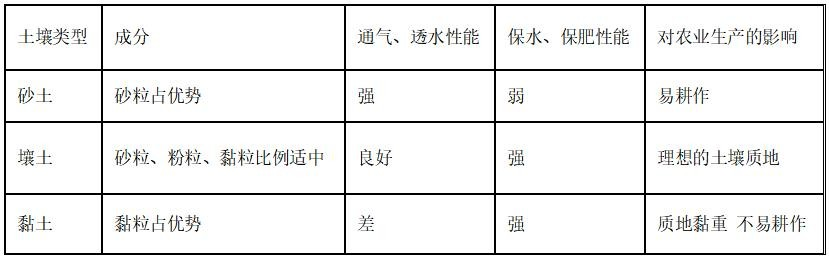 土壤类型 成分 通气、透水性能 保水、保肥性能 对农业生产的影响
砂土 砂粒占优势 强 弱 易耕作
壤土 砂粒、粉粒、黏粒比例适中 良好 强 理想的土壤质地
黏土 黏粒占优势 差 强 质地黏重 不易耕作